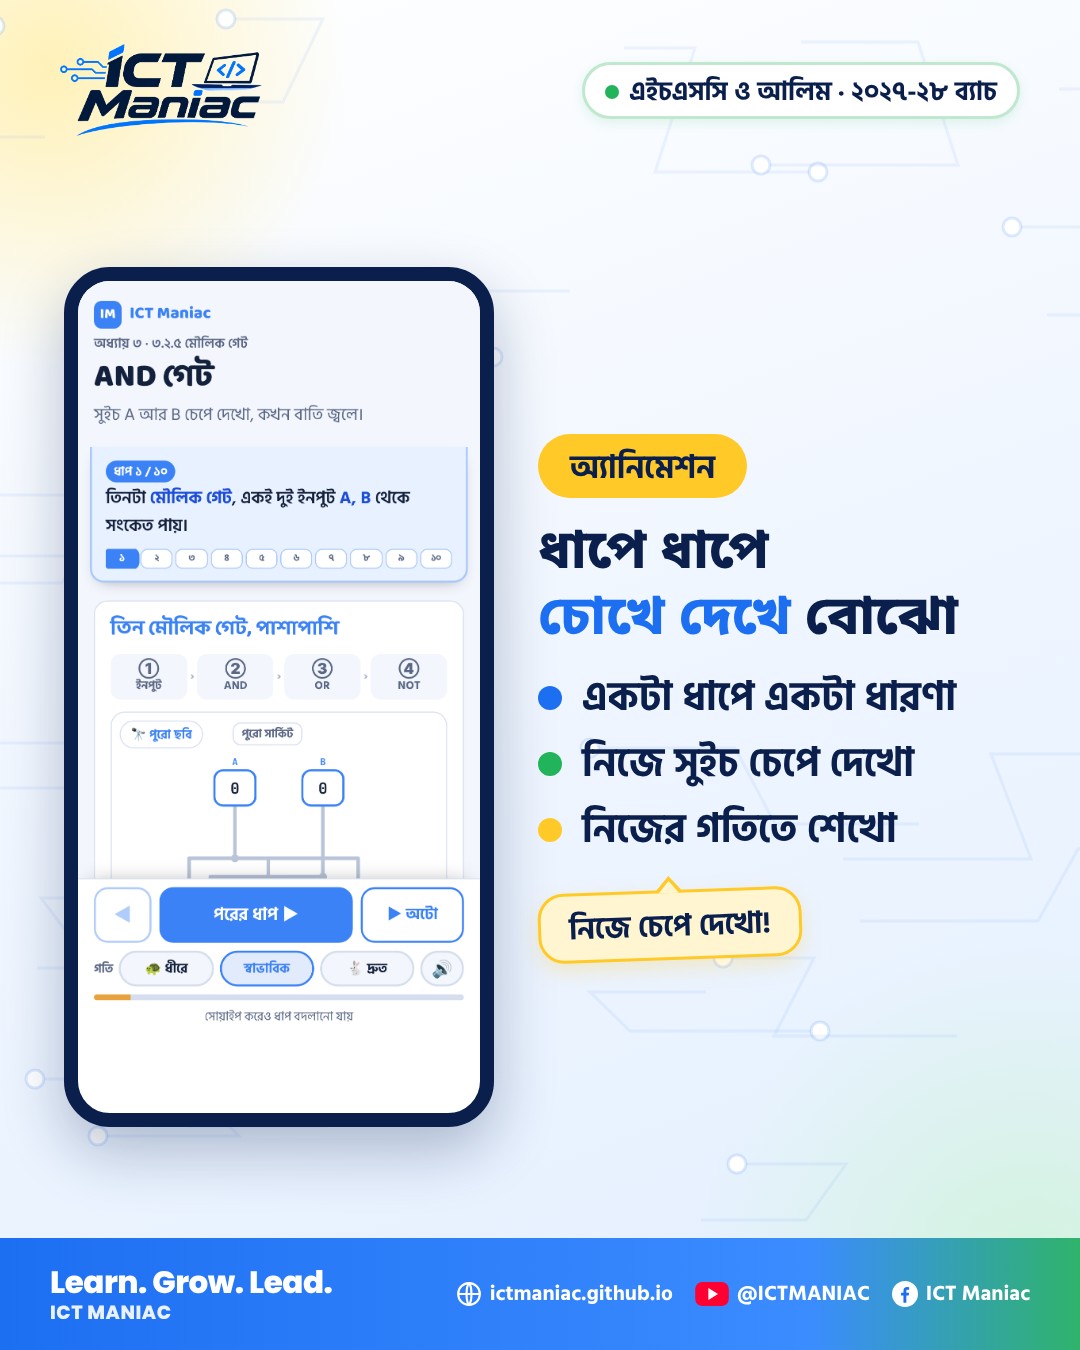 ICT
</>
Maniac
এইচএসসি ও আলিম · ২০২৭-২৮ ব্যাচ
IM ICT Maniac
অধ্যায় ৩ · ৩.২.৫ মৌলিক গেট
AND গেট
সুইচ A আর B চেপে দেখো, কখন বাতি জ্বলে।
ধাপ ১ / ১০
তিনটা মৌলিক গেট, একই দুই ইনপুট A, B থেকে
সংকেত পায়।
১ ২ ৩ ৪ ৫ ৬ ৭ ৮ ৯ ১০
তিন মৌলিক গেট, পাশাপাশি
① › ② › ③ › ④
ইনপুট AND OR NOT
পুরো ছবি পুরো সার্কিট
A B
0 0
◀ পরের ধাপ ▶ ▶ অটো
গতি ধীরে স্বাভাবিক দ্রুত
সোয়াইপ করেও ধাপ বদলানো যায়
অ্যানিমেশন
ধাপে ধাপে
চোখে দেখে বোঝো
একটা ধাপে একটা ধারণা
নিজে সুইচ চেপে দেখো
নিজের গতিতে শেখো
নিজে চেপে দেখো!
Learn. Grow. Lead.
ICT MANIAC
ictmaniac.github.io @ICTMANIAC ICT Maniac